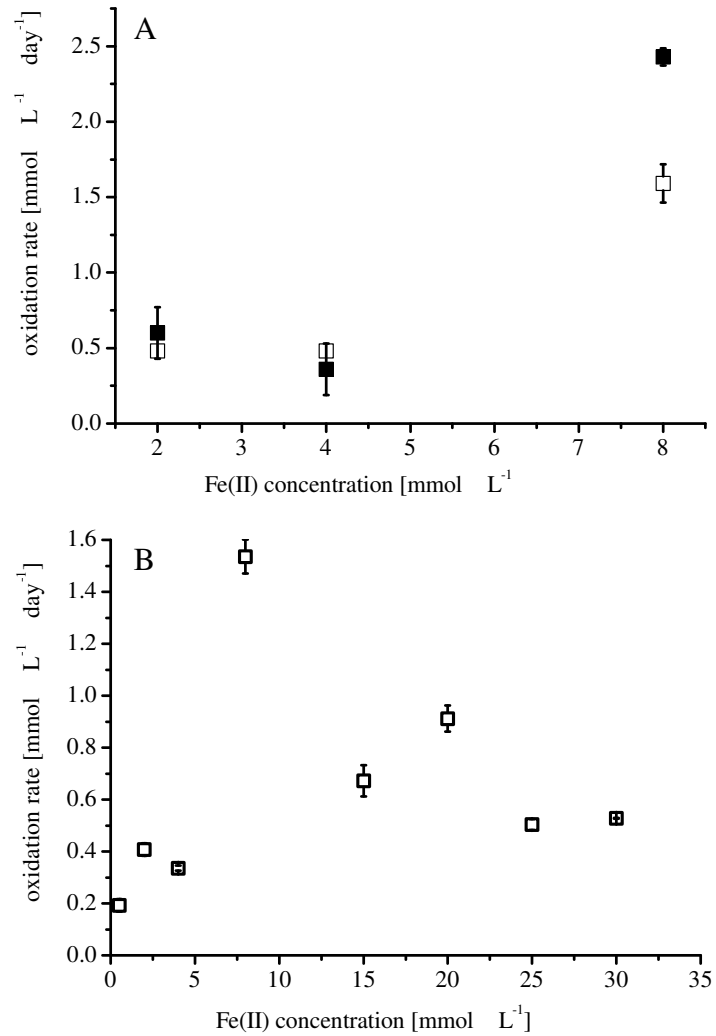 A
oxidation rate [mmol L-1 day-1]
2.5
2.0
1.5
1.0
0.5
0.0
2 3 4 5 6 7 8
Fe(II) concentration [mmol L-1
B
oxidation rate [mmol L-1 day-1]
1.6
1.4
1.2
1.0
0.8
0.6
0.4
0.2
0.0
0 5 10 15 20 25 30 35
Fe(II) concentration [mmol L-1]